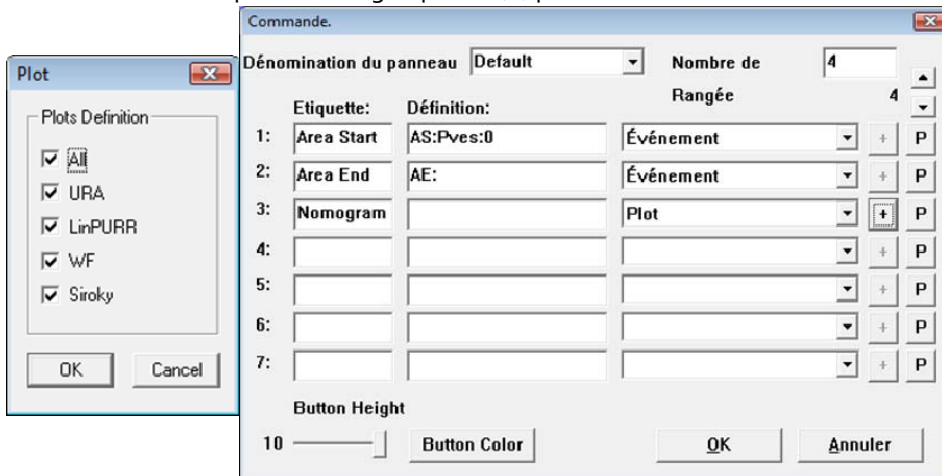 Plot
Plots Definition
All
URA
LinPURR
WF
Siroky
OK Cancel
Commande.
Dénomination du panneau Default Nombre de 4
Rangée 4
Etiquette: Définition:
1: Area Start AS:Pves:0 Événement + P
2: Area End AE: Événement + P
3: Nomogram Plot + P
4: + P
5: + P
6: + P
7: + P
Button Height
10 Button Color OK Annuler